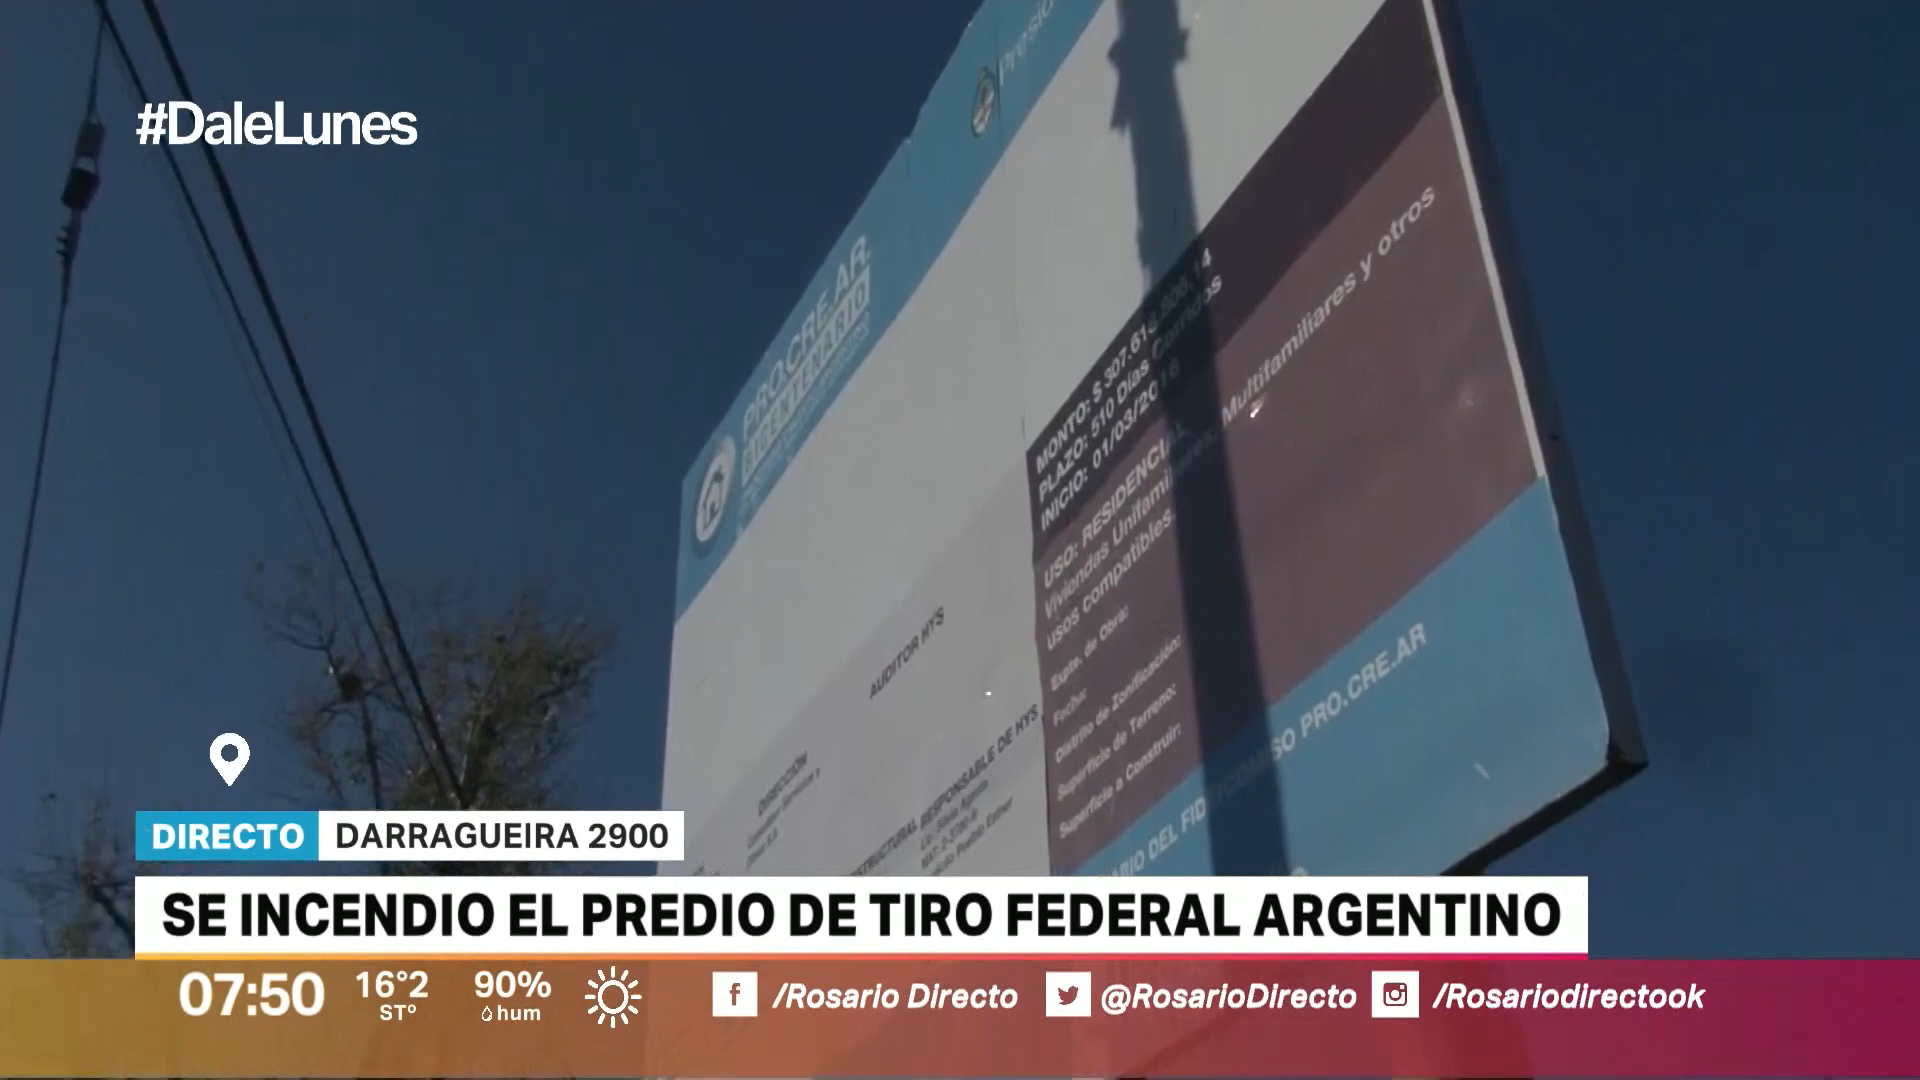 #DaleLunes
PRO.CRE.AR.
BICENTENARIO
MONTO: $ 307.61
PLAZO: 510 Días Corridos
INICIO: 01/03/2016
USO: RESIDENCIAL
Viviendas Unifamiliares, Multifamiliares y otros
usos compatibles
Expte. de Obra:
Fecha:
Distrito de Zonificación:
Superficie de Terreno:
Superficie a Construir:
AUDITOR HYS
DIRECCIÓN
RESPONSABLE DE HYS
DEL FIDEICOMISO PRO.CRE.AR
DIRECTO DARRAGUEIRA 2900
SE INCENDIO EL PREDIO DE TIRO FEDERAL ARGENTINO
07:50 16°2 90% /Rosario Directo @RosarioDirecto /Rosariodirectook
ST° hum